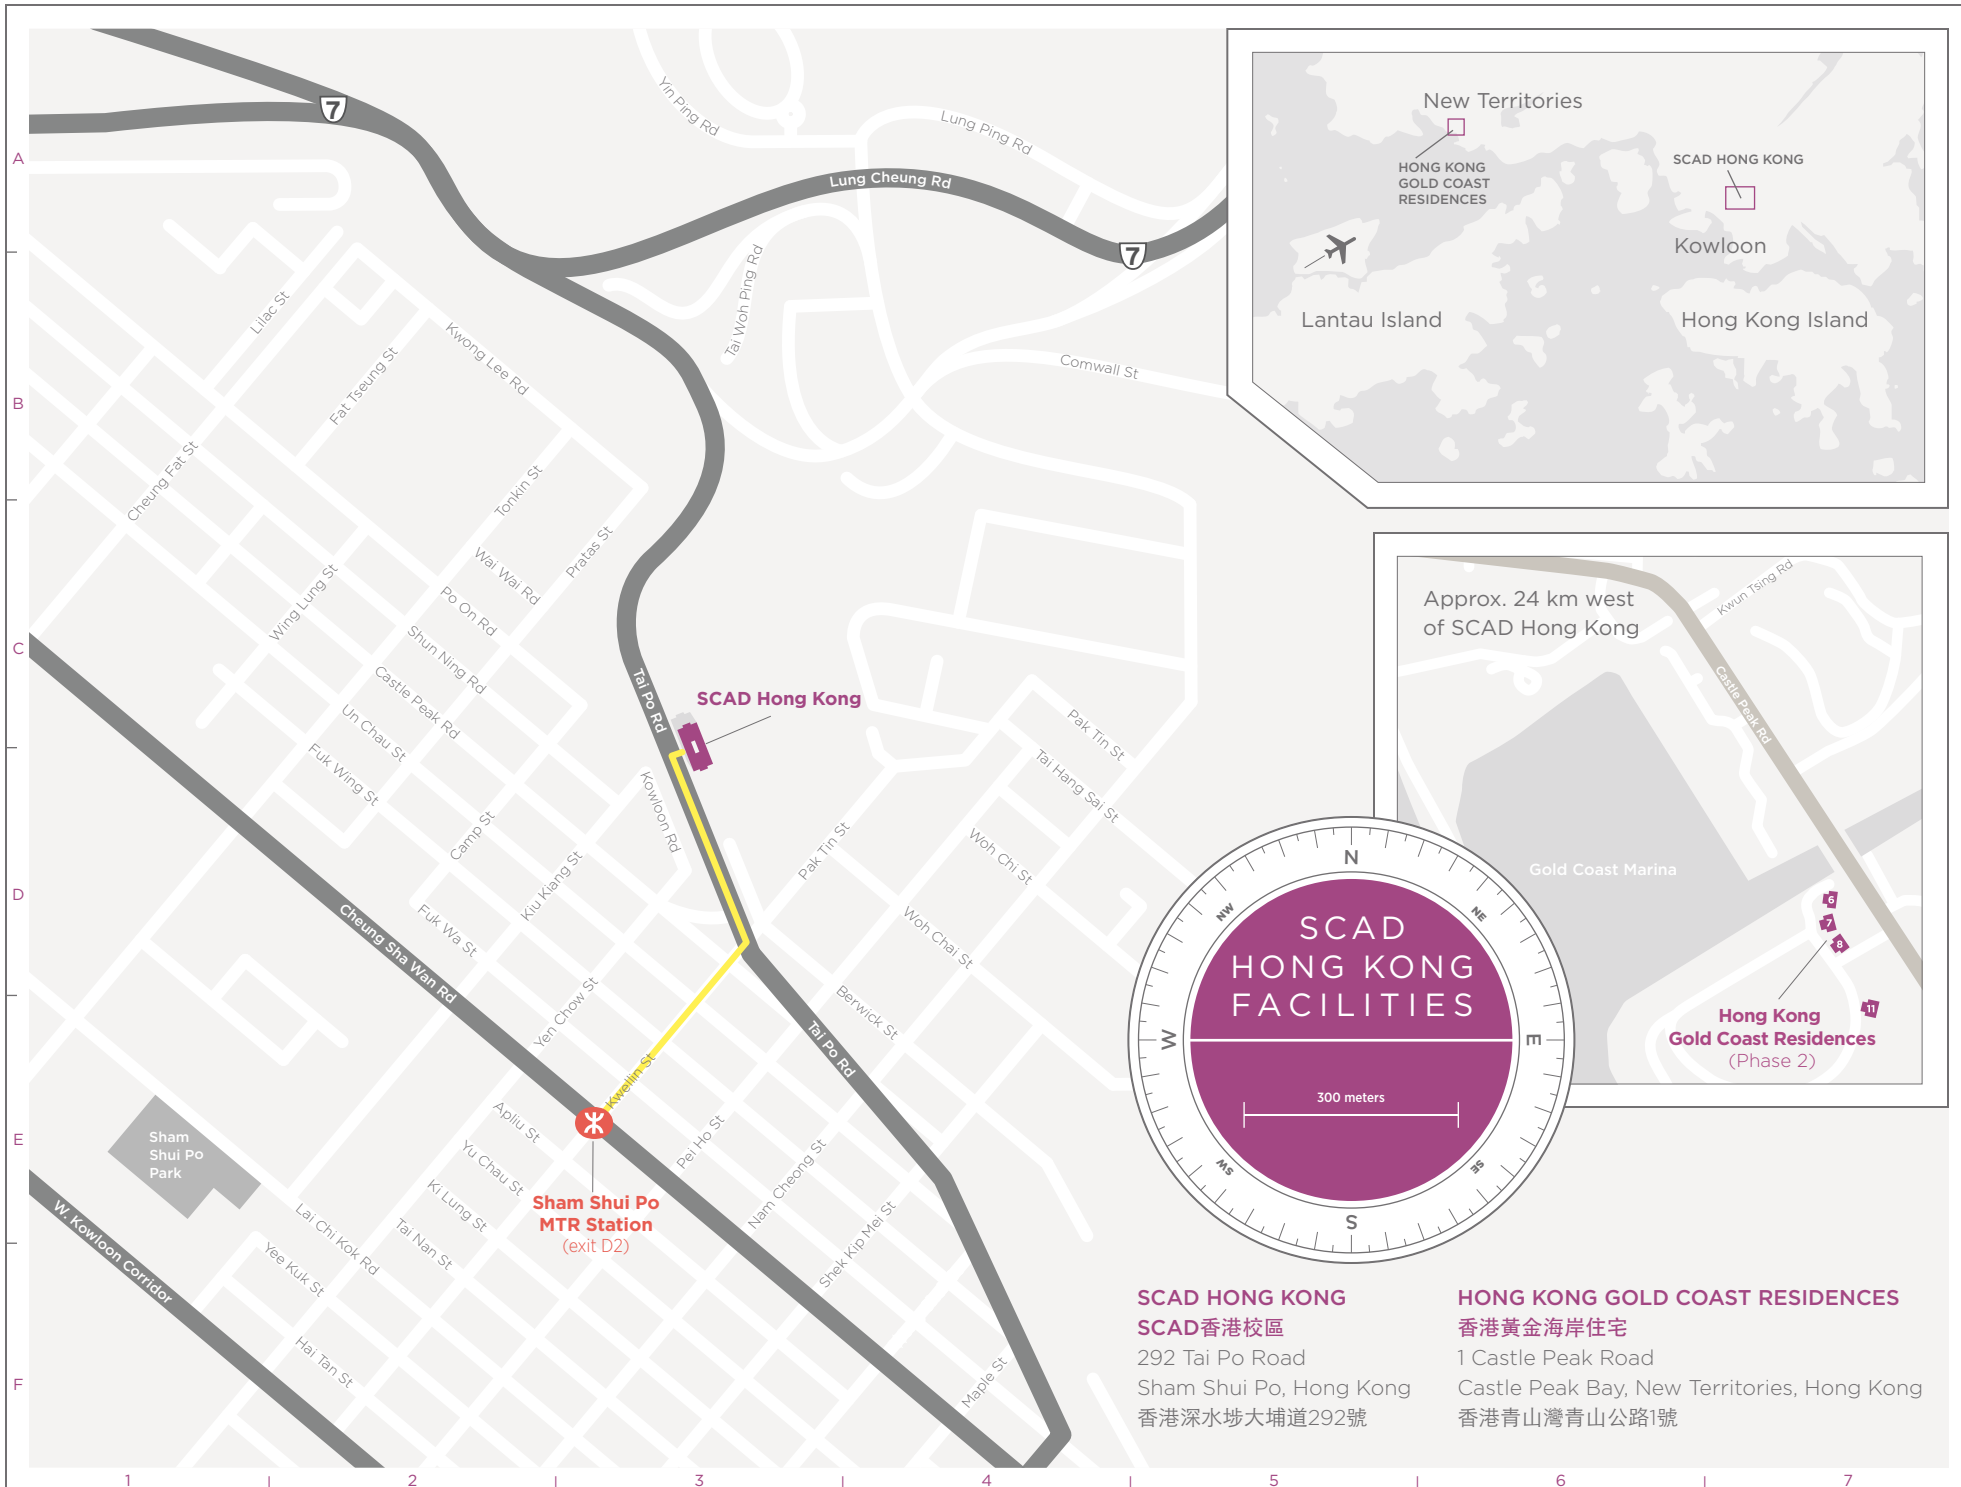 7
Yin Ping Rd
Lung Ping Rd
Lung Cheung Rd
7
Tai Woh Ping Rd
Comwall St
Lilac St
Fat Tseung St
Kwong Lee Rd
Cheung Fat St
Tonkin St
Pratas St
Wai Wai Rd
Wing Lung St
Po On Rd
Shun Ning Rd
Castle Peak Rd
Un Chau St
Fuk Wing St
Tai Po Rd
SCAD Hong Kong
Kowloon Rd
Camp St
Kiu Kiang St
Fuk Wa St
Yen Chow St
Cheung Sha Wan Rd
Pak Tin St
Pak Tin St
Tai Hang Sai St
Woh Chi St
Woh Chai St
Berwick St
Tai Po Rd
Kwellin St
Apliu St
Yu Chau St
Ki Lung St
Tai Nan St
Pei Ho St
Nam Cheong St
Shek Kip Mei St
Maple St
Sham
Shui Po
Park
Sham Shui Po
MTR Station
(exit D2)
Lai Chi Kok Rd
Yee Kuk St
Hai Tan St
W. Kowloon Corridor
New Territories
HONG KONG
GOLD COAST
RESIDENCES
SCAD HONG KONG
Kowloon
Lantau Island
Hong Kong Island
Approx. 24 km west
of SCAD Hong Kong
Kwun Tsing Rd
Castle Peak Rd
Gold Coast Marina
6
7
8
11
Hong Kong
Gold Coast Residences
(Phase 2)
N
NE
E
SE
S
SW
W
NW
SCAD
HONG KONG
FACILITIES
300 meters
SCAD HONG KONG
SCAD香港校區
292 Tai Po Road
Sham Shui Po, Hong Kong
香港深水埗大埔道292號
HONG KONG GOLD COAST RESIDENCES
香港黃金海岸住宅
1 Castle Peak Road
Castle Peak Bay, New Territories, Hong Kong
香港青山灣青山公路1號
A
B
C
D
E
F
1
2
3
4
5
6
7